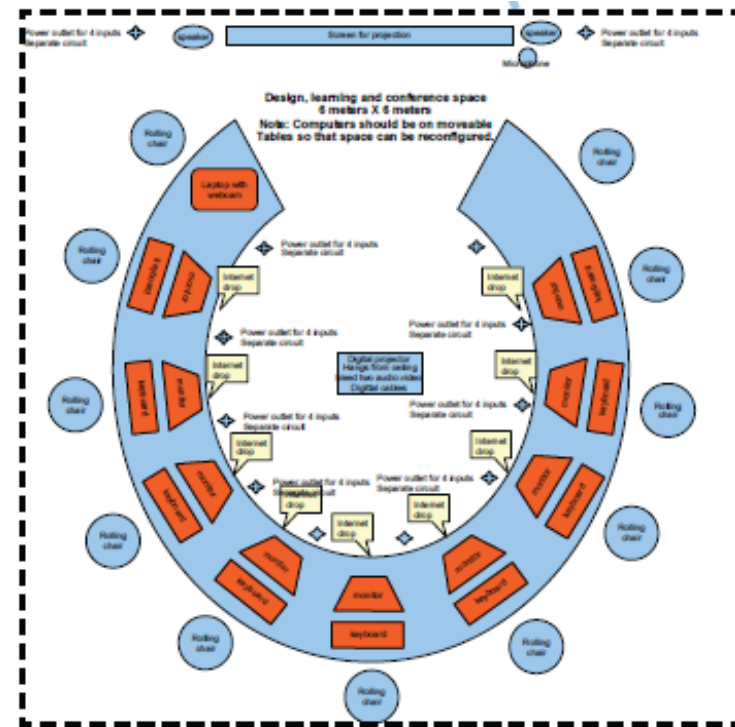 Power outlet for 4 inputs
Separate circuit
speaker
Screen for projection
speaker
Power outlet for 4 inputs
Separate circuit
Microphone
Design, learning and conference space
6 meters X 6 meters
Note: Computers should be on moveable
Tables so that space can be reconfigured.
Rolling
chair
Rolling
chair
Laptop with
webcam
Rolling
chair
Power outlet for 4 inputs
Separate circuit
Rolling
chair
keyboard
monitor
Internet
drop
Internet
drop
monitor
keyboard
Power outlet for 4 inputs
Separate circuit
Power outlet for 4 inputs
Separate circuit
Rolling
chair
keyboard
monitor
Internet
drop
Digital projector
Hangs from ceiling
Need two audio video
Digital cables
Internet
drop
monitor
keyboard
Rolling
chair
Power outlet for 4 inputs
Separate circuit
Power outlet for 4 inputs
Separate circuit
Internet
drop
Internet
drop
Rolling
chair
keyboard
monitor
Power outlet for 4 inputs
Separate circuit
Power outlet for 4 inputs
Separate circuit
monitor
keyboard
Rolling
chair
Internet
drop
Internet
drop
Internet
drop
monitor
keyboard
monitor
keyboard
monitor
keyboard
Rolling
chair
Rolling
chair
Rolling
chair